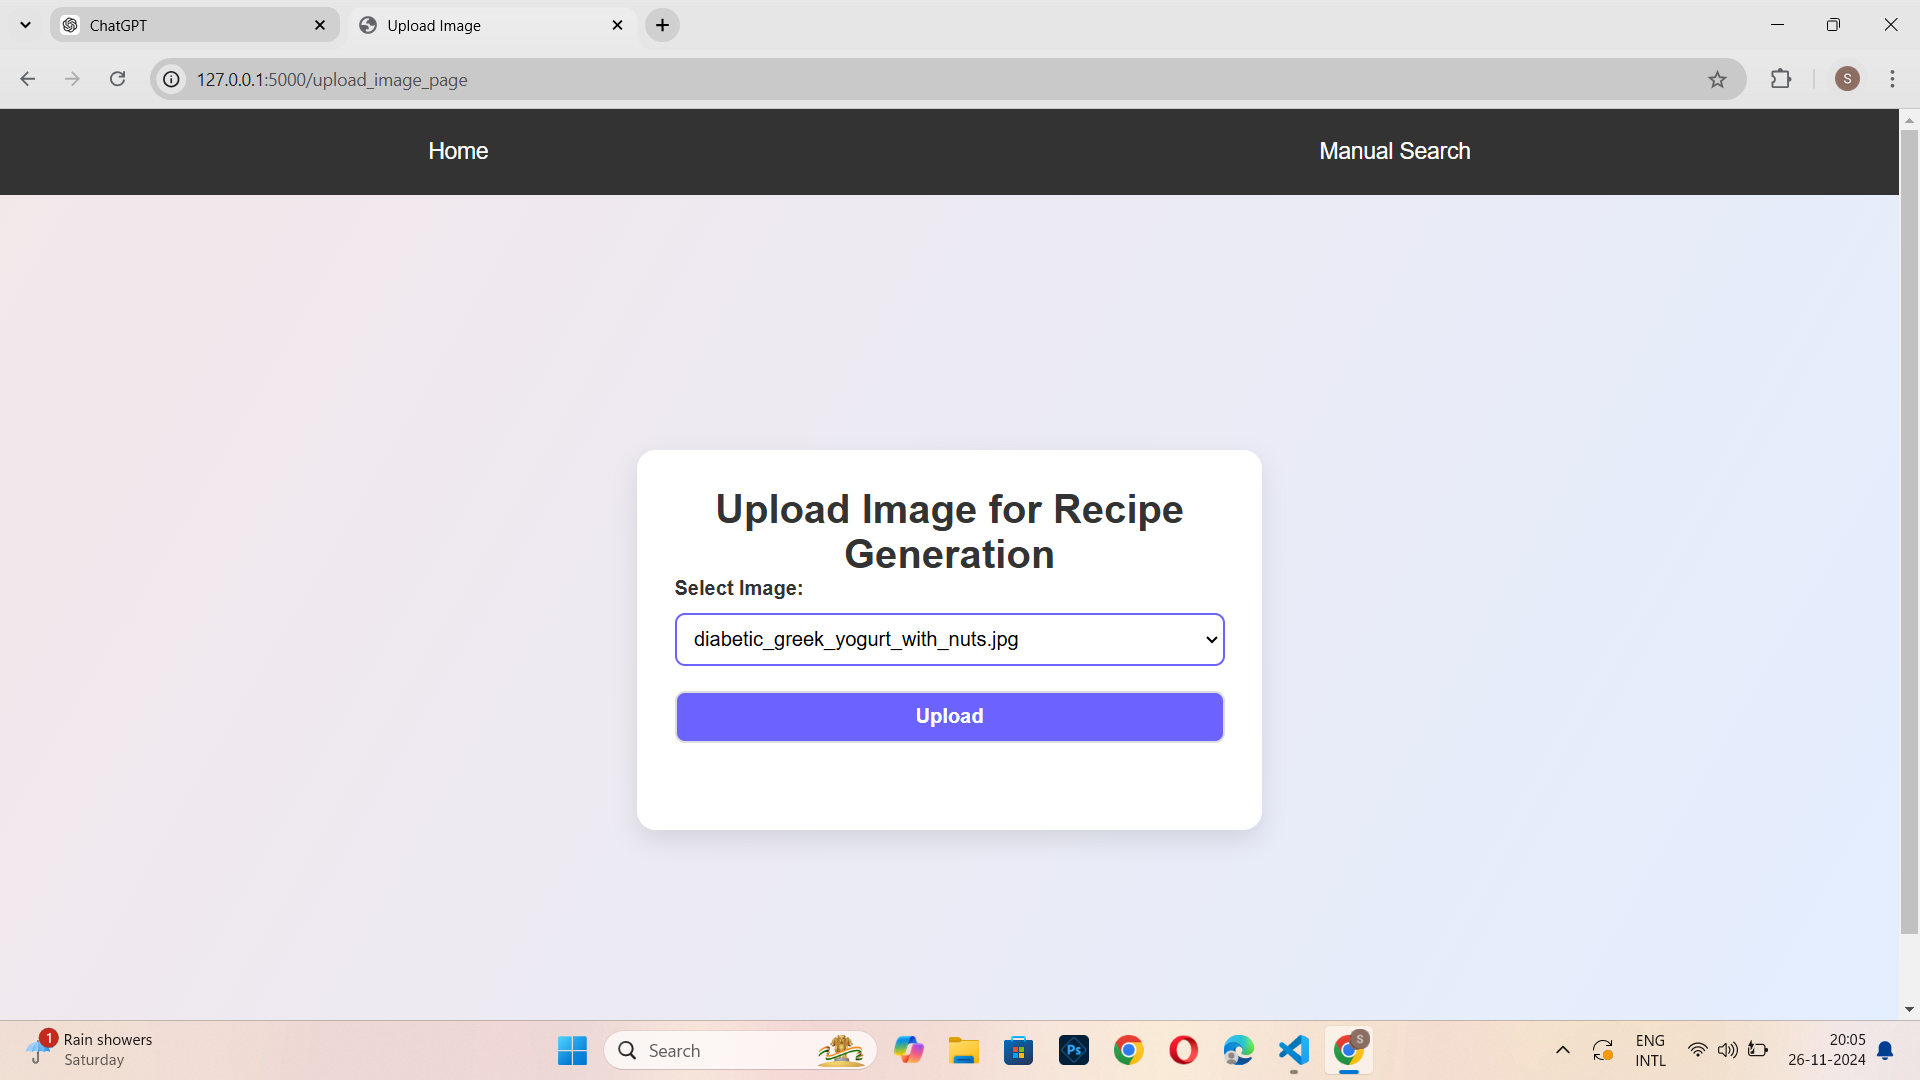 ChatGPT
Upload Image
127.0.0.1:5000/upload_image_page
S
Home
Manual Search
Upload Image for Recipe
Generation
Select Image:
diabetic_greek_yogurt_with_nuts.jpg
Upload
1
Rain showers
Saturday
Search
Ps
S
ENG
INTL
20:05
26-11-2024